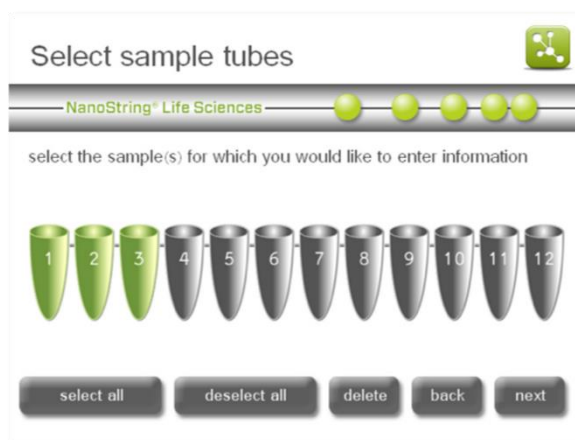 Select sample tubes
NanoString® Life Sciences
select the sample(s) for which you would like to enter information
1 2 3 4 5 6 7 8 9 10 11 12
select all deselect all delete back next